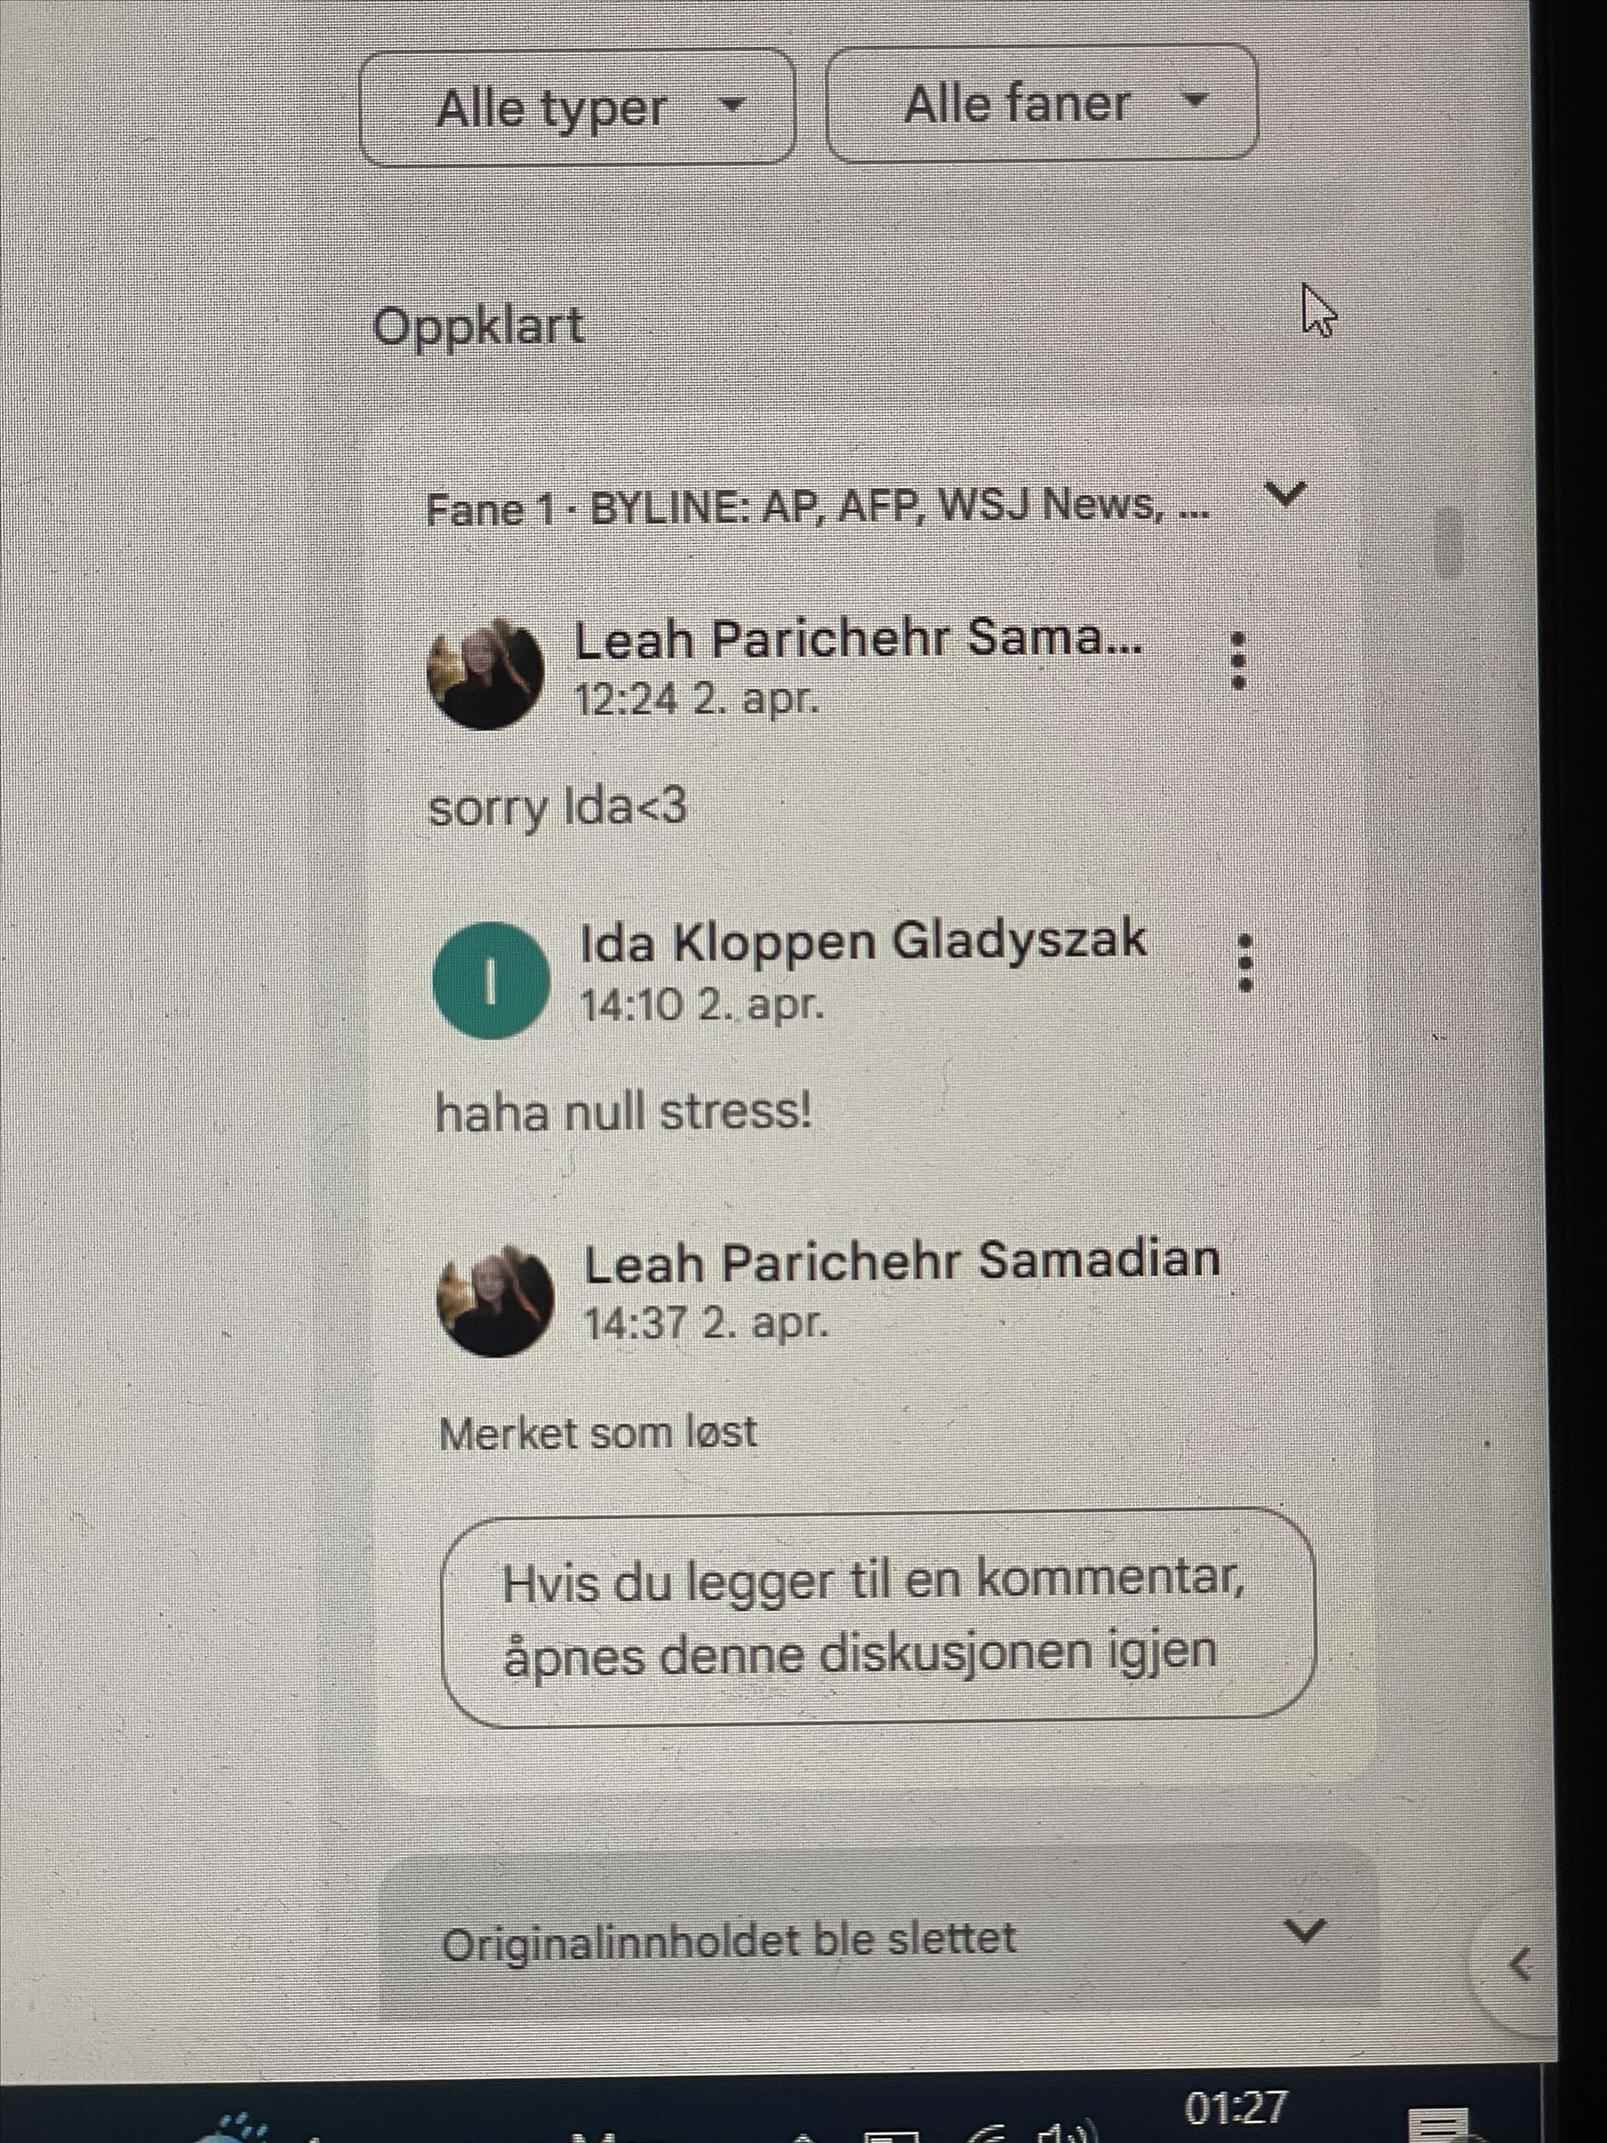 Alle typer
Alle faner
Oppklart
Fane 1 · BYLINE: AP, AFP, WSJ News, ...
Leah Parichehr Sama...
12:24 2. apr.
sorry Ida<3
I
Ida Kloppen Gladyszak
14:10 2. apr.
haha null stress!
Leah Parichehr Samadian
14:37 2. apr.
Merket som løst
Hvis du legger til en kommentar,
åpnes denne diskusjonen igjen
Originalinnholdet ble slettet
01:27